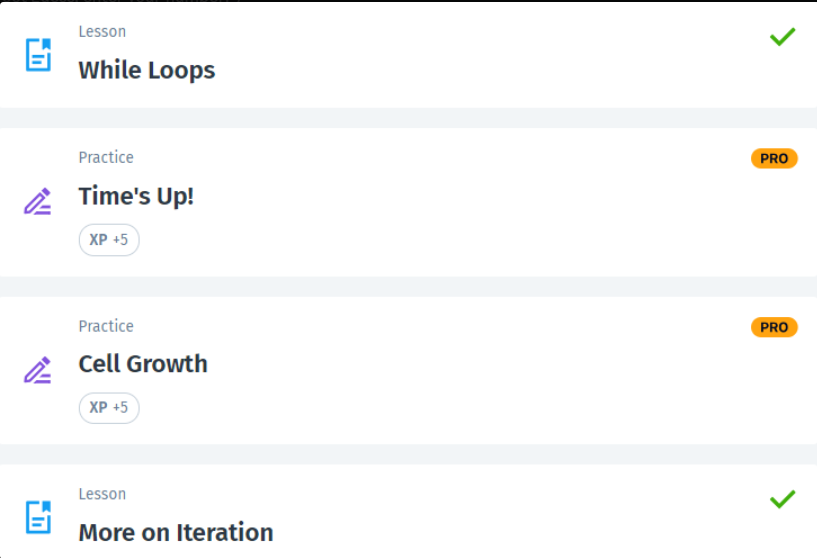 Lesson
While Loops
Practice
PRO
Time's Up!
XP +5
Practice
PRO
Cell Growth
XP +5
Lesson
More on Iteration